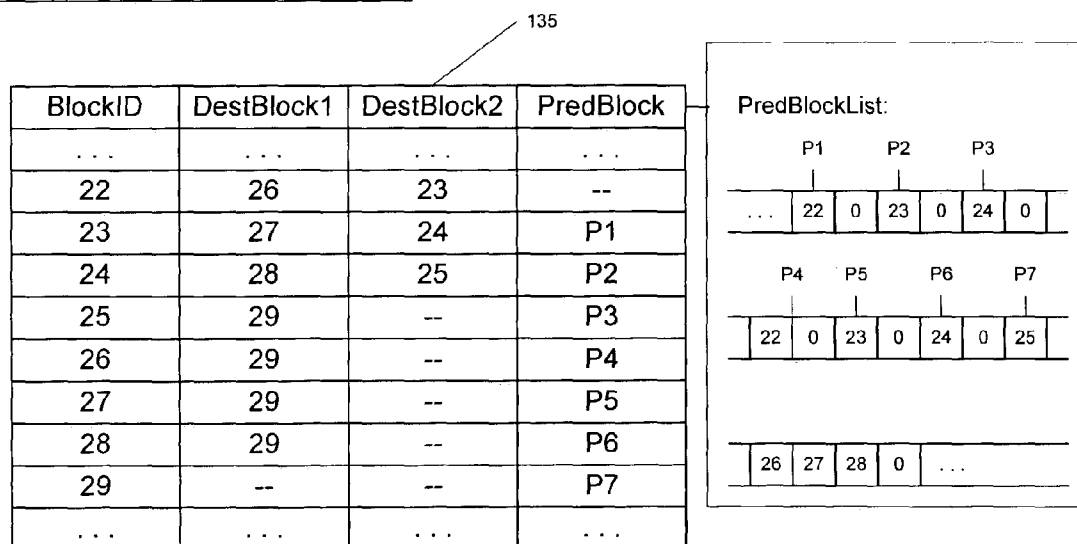 135
BlockID DestBlock1 DestBlock2 PredBlock
... ... ... ...
22 26 23 --
23 27 24 P1
24 28 25 P2
25 29 -- P3
26 29 -- P4
27 29 -- P5
28 29 -- P6
29 -- -- P7
... ... ... ...
PredBlockList:
P1 P2 P3
... 22 0 23 0 24 0
P4 P5 P6 P7
22 0 23 0 24 0 25
26 27 28 0 ...